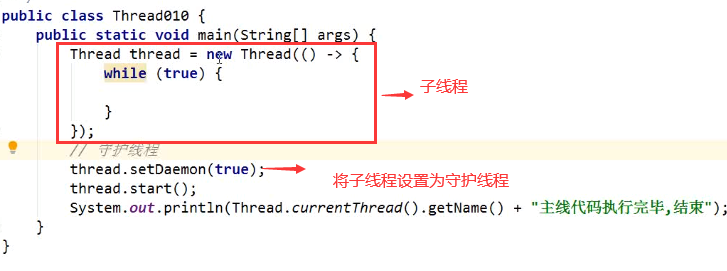 public class Thread010 {
public static void main(String[] args) {
Thread thread = new Thread(() -> {
while (true) {
子线程
}
});
// 守护线程
thread.setDaemon(true);
将子线程设置为守护线程
thread.start();
System.out.println(Thread.currentThread().getName() + "主线代码执行完毕,结束");
}
}